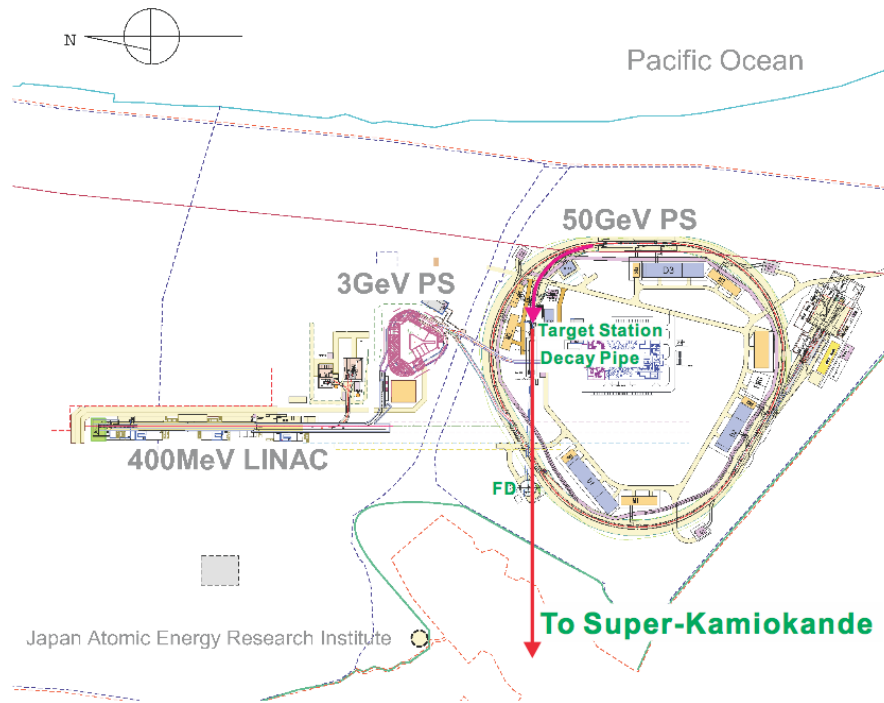 N
Pacific Ocean
50GeV PS
3GeV PS
D3
Target Station
Decay Pipe
400MeV LINAC
FD
To Super-Kamiokande
Japan Atomic Energy Research Institute